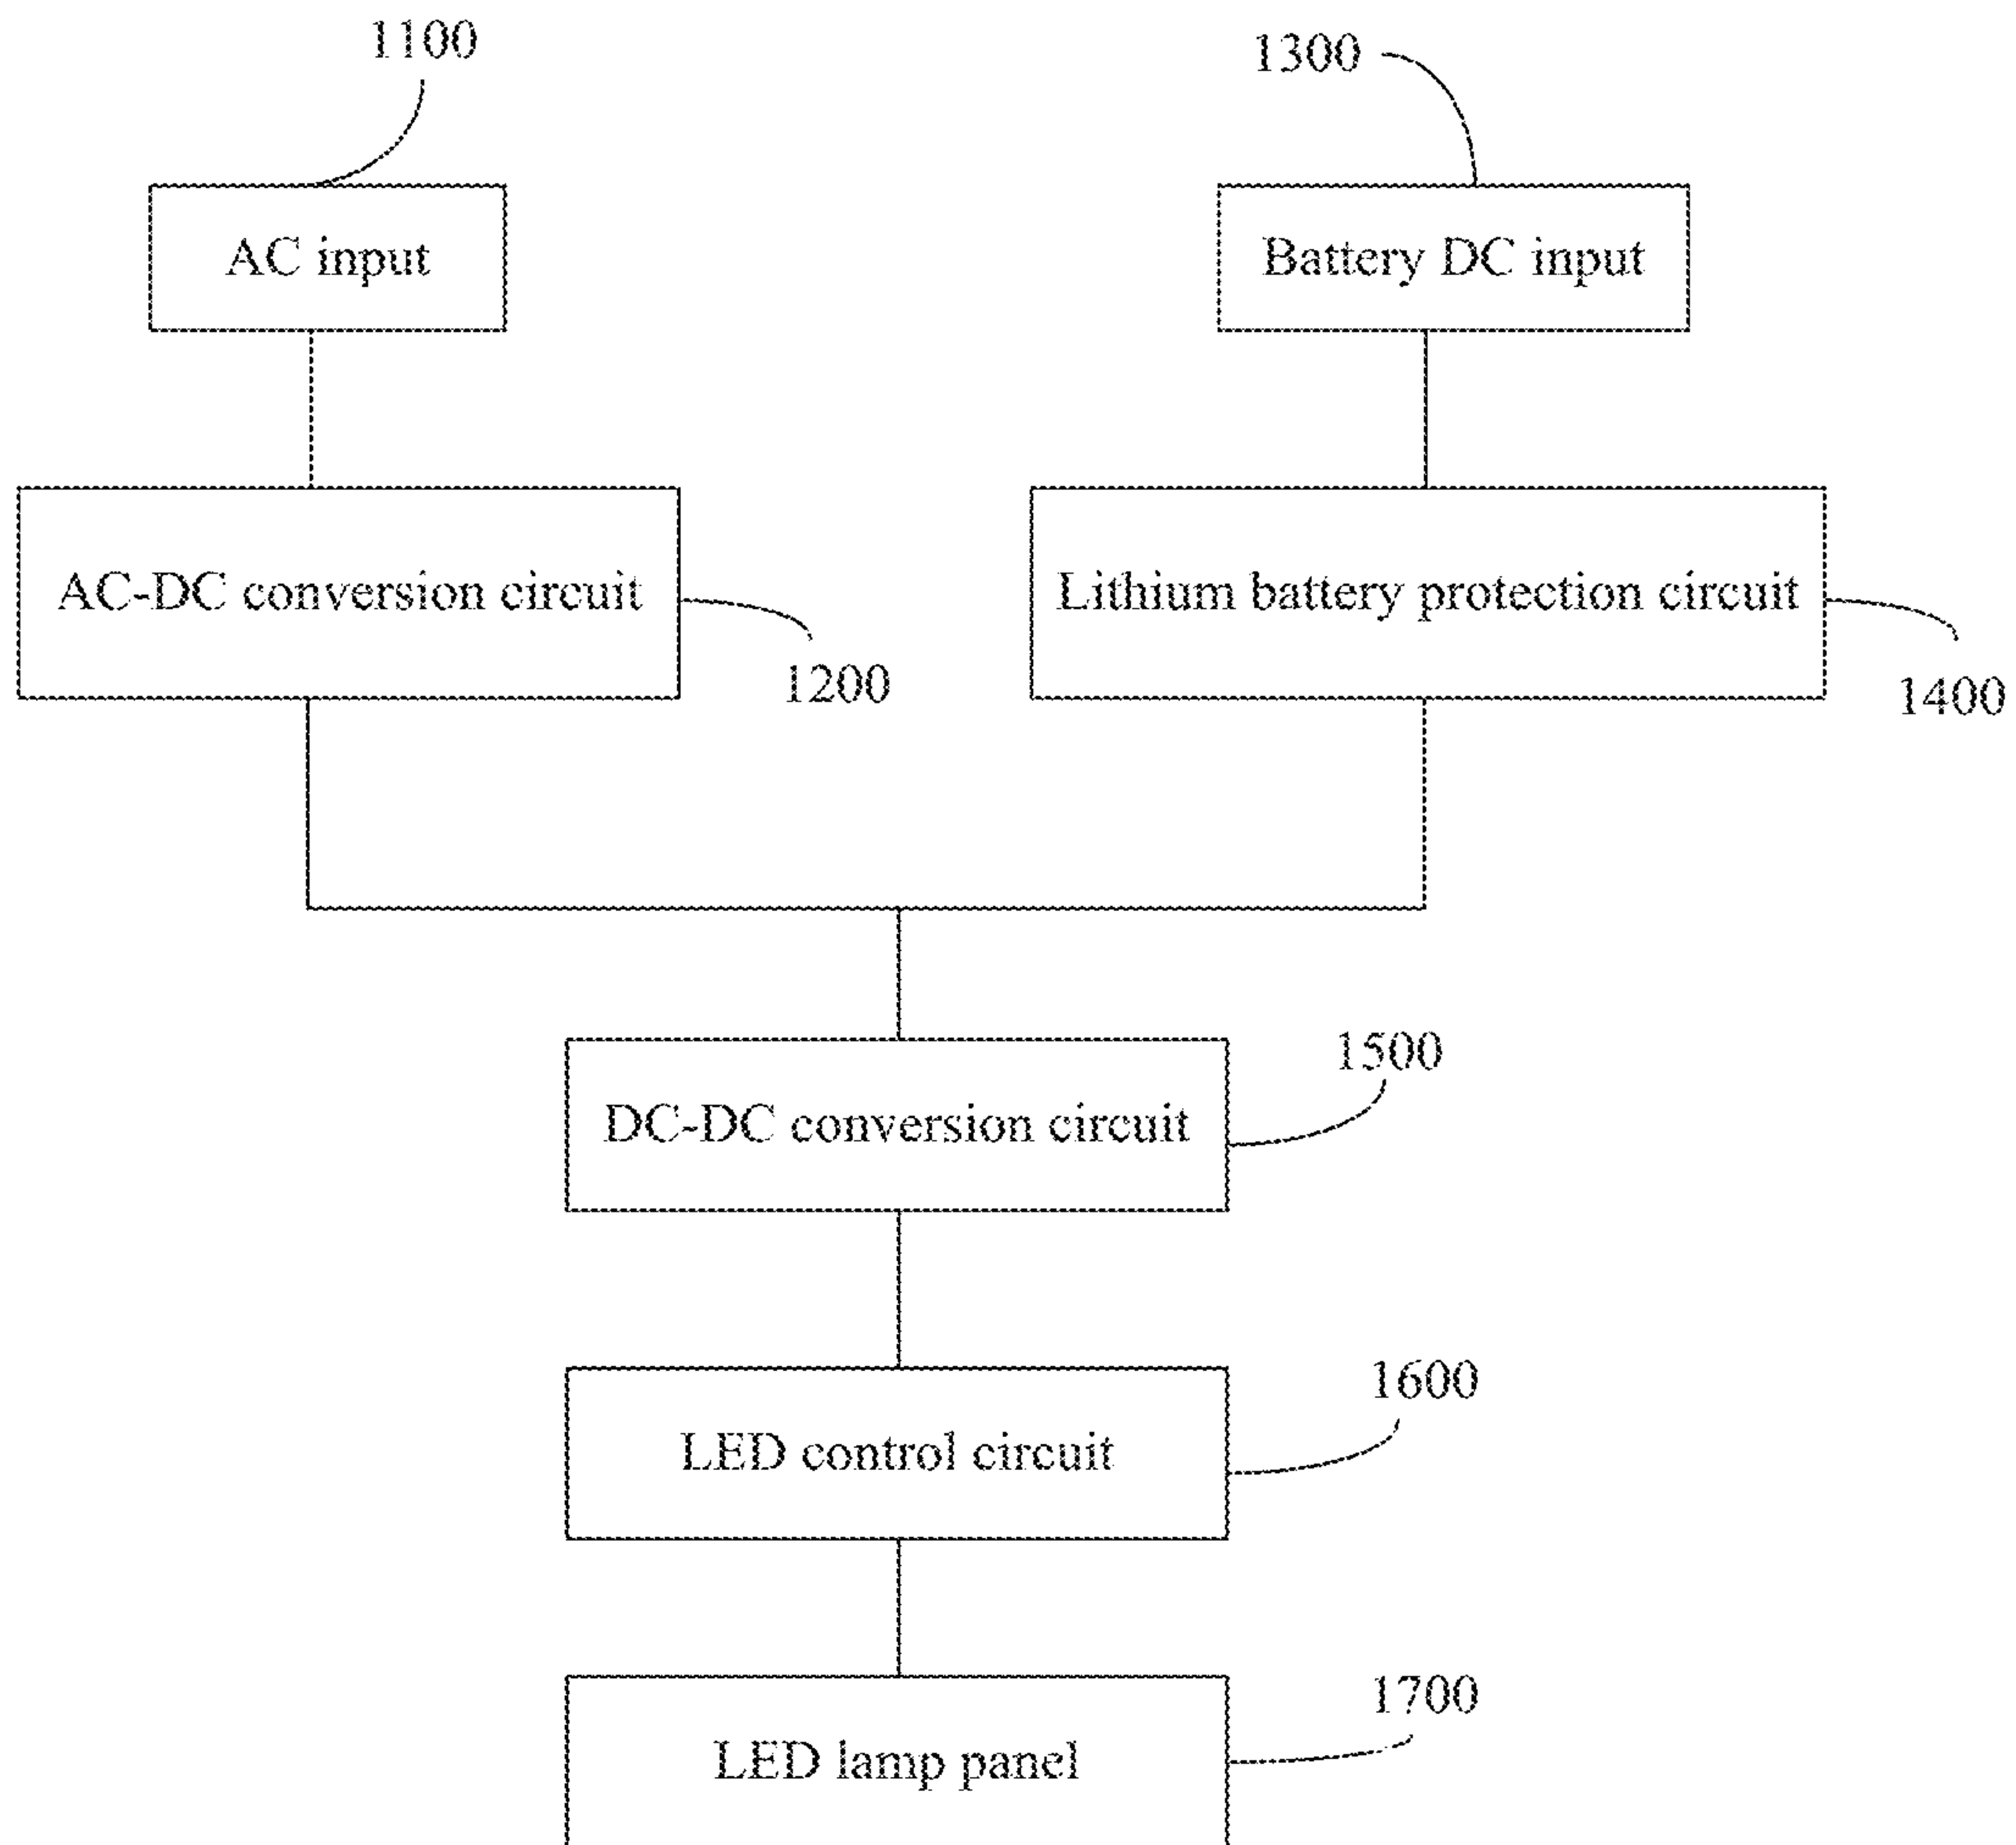 1100
1300
AC input
Battery DC input
AC-DC conversion circuit
Lithium battery protection circuit
1200
1400
1500
DC-DC conversion circuit
1600
LED control circuit
1700
LED lamp panel